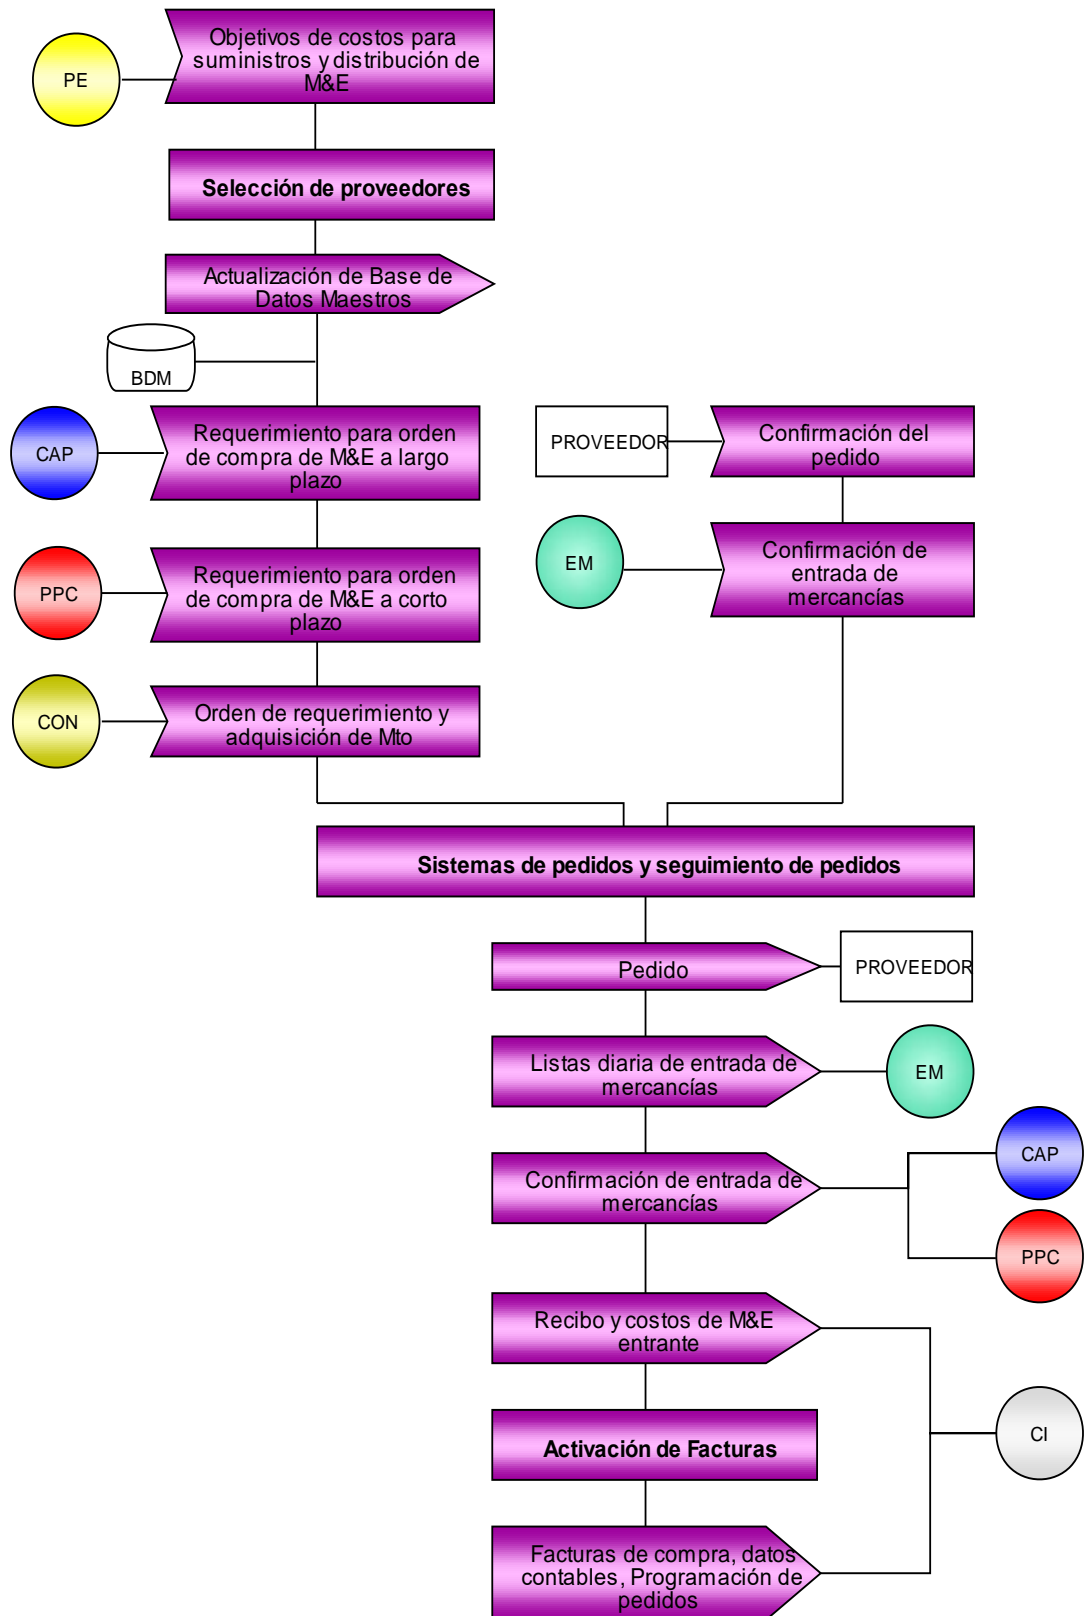 PE
Objetivos de costos para
suministros y distribución de
M&E
Selección de proveedores
Actualización de Base de
Datos Maestros
BDM
CAP
Requerimiento para orden
de compra de M&E a largo
plazo
PROVEEDOR
Confirmación del
pedido
PPC
Requerimiento para orden
de compra de M&E a corto
plazo
EM
Confirmación de
entrada de
mercancías
CON
Orden de requerimiento y
adquisición de Mto
Sistemas de pedidos y seguimiento de pedidos
Pedido
PROVEEDOR
Listas diaria de entrada de
mercancías
EM
Confirmación de entrada de
mercancías
CAP
PPC
Recibo y costos de M&E
entrante
Activación de Facturas
CI
Facturas de compra, datos
contables, Programación de
pedidos